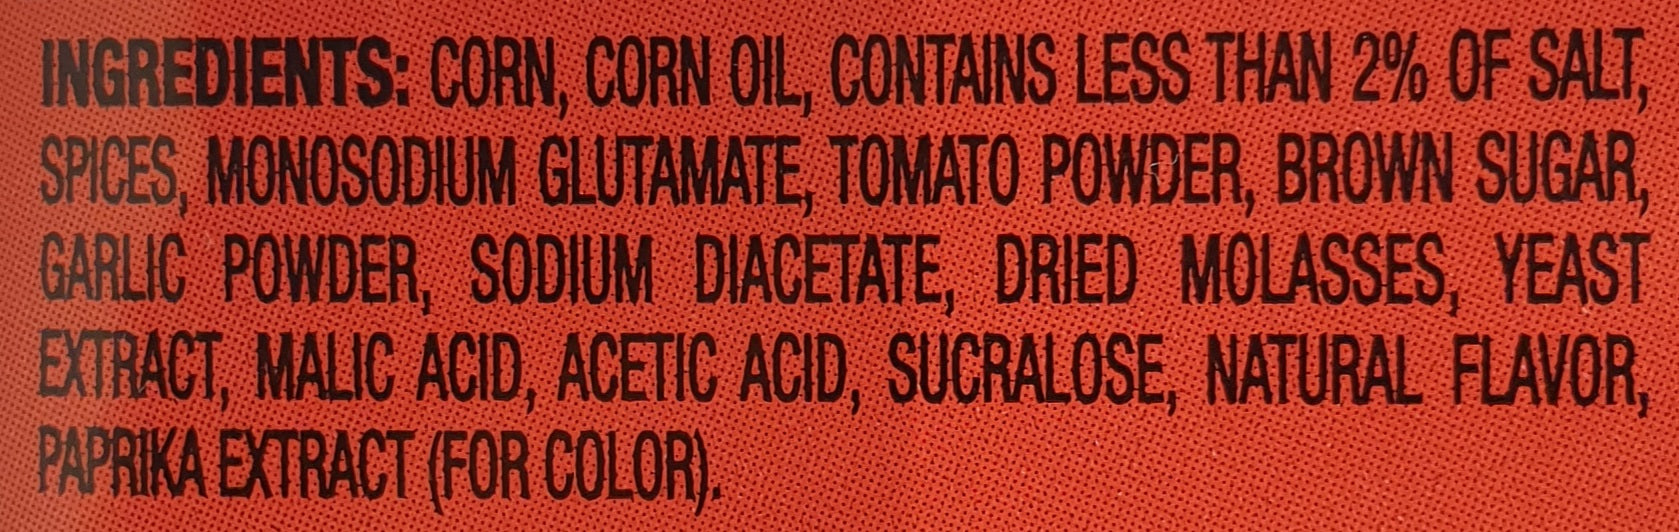 INGREDIENTS: CORN, CORN OIL, CONTAINS LESS THAN 2% OF SALT,
SPICES, MONOSODIUM GLUTAMATE, TOMATO POWDER, BROWN SUGAR,
GARLIC POWDER, SODIUM DIACETATE, DRIED MOLASSES, YEAST
EXTRACT, MALIC ACID, ACETIC ACID, SUCRALOSE, NATURAL FLAVOR,
PAPRIKA EXTRACT (FOR COLOR).